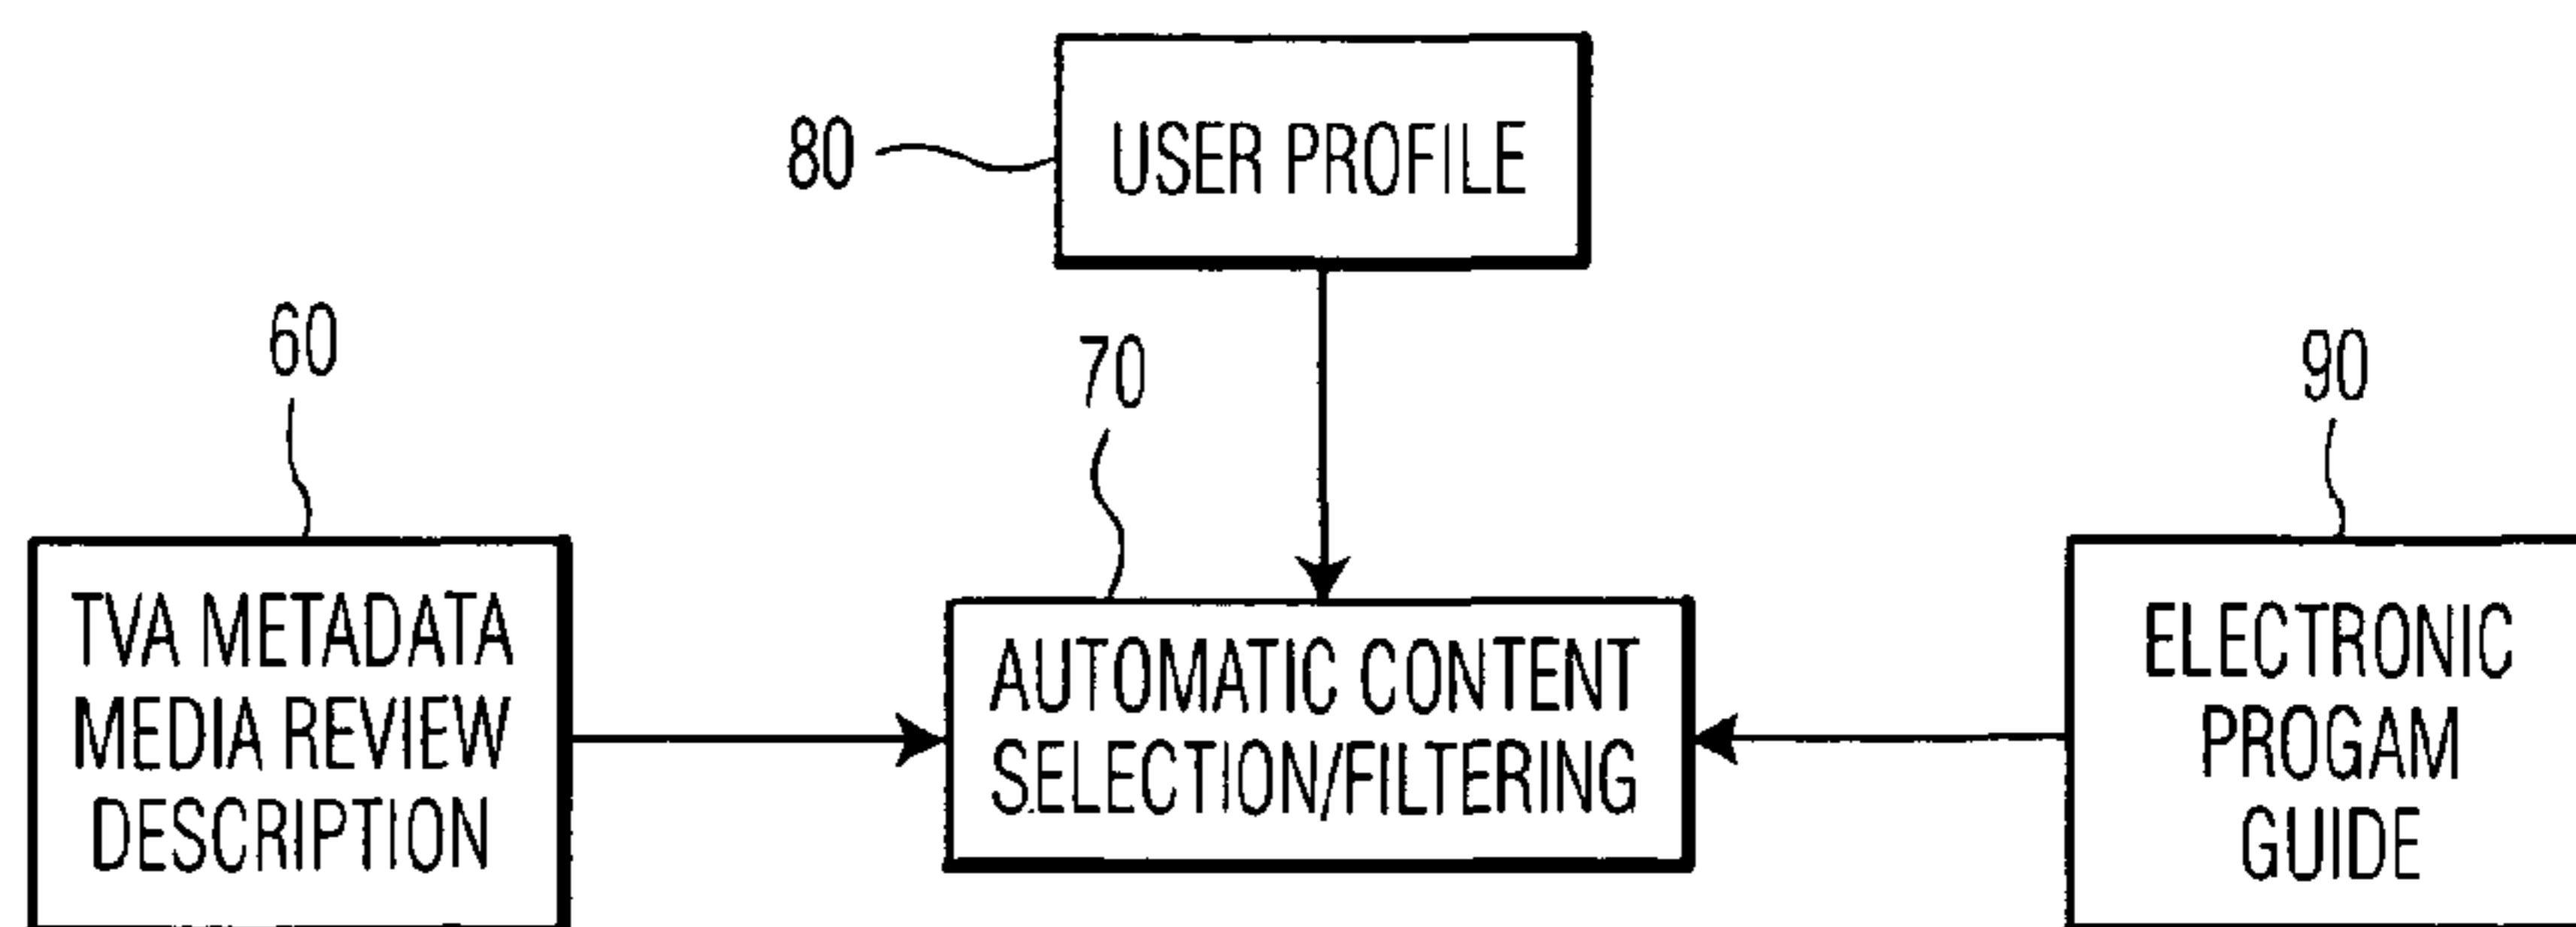 80
USER PROFILE
60
70
90
TVA METADATA
MEDIA REVIEW
DESCRIPTION
AUTOMATIC CONTENT
SELECTION/FILTERING
ELECTRONIC
PROGAM
GUIDE